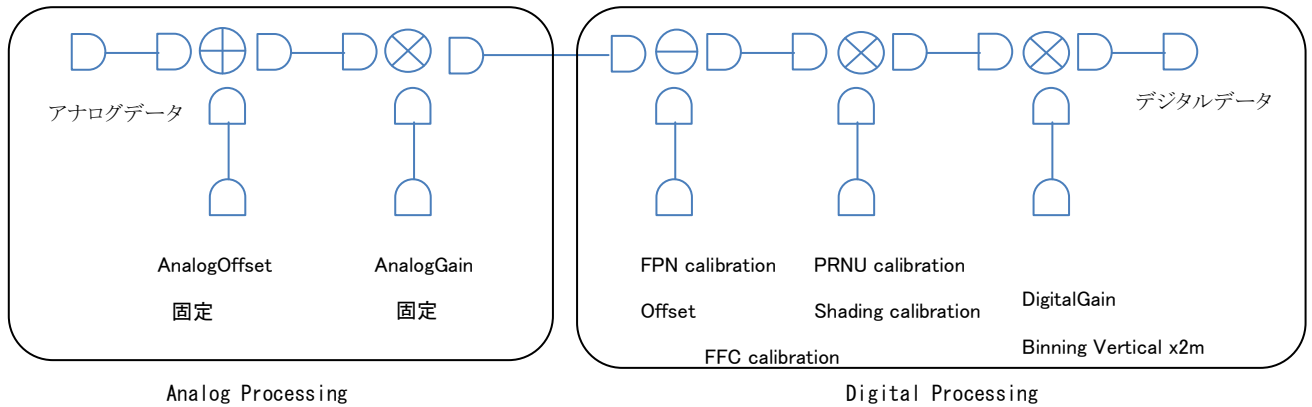 アナログデータ
デジタルデータ
AnalogOffset
固定
AnalogGain
固定
FPN calibration
Offset
PRNU calibration
Shading calibration
FFC calibration
DigitalGain
Binning Vertical x2m
Analog Processing
Digital Processing